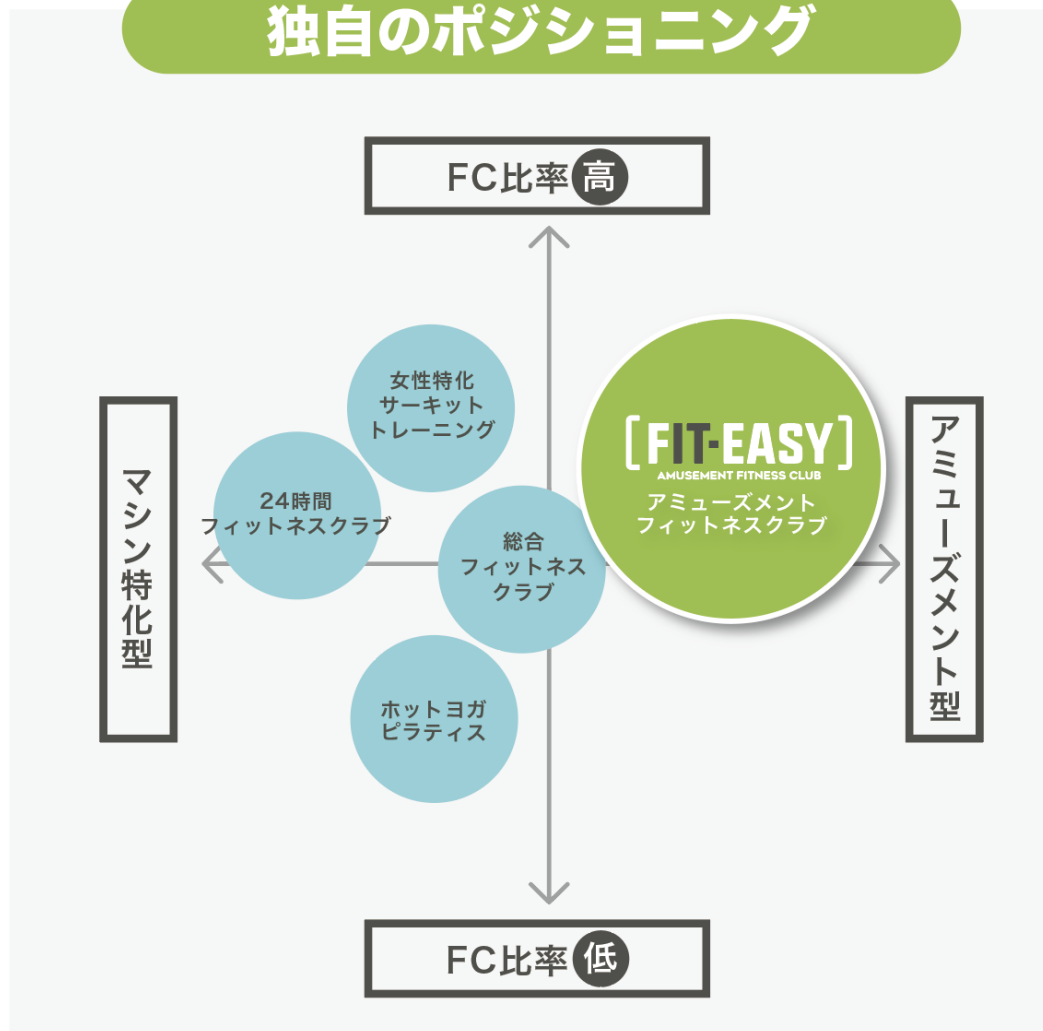 独自のポジショニング
FC比率高
女性特化
サーキット
トレーニング
24時間
フィットネスクラブ
総合
フィットネス
クラブ
ホットヨガ
ピラティス
[FIT-EASY]
AMUSEMENT FITNESS CLUB
アミューズメント
フィットネスクラブ
マシン特化型
アミューズメント型
FC比率低